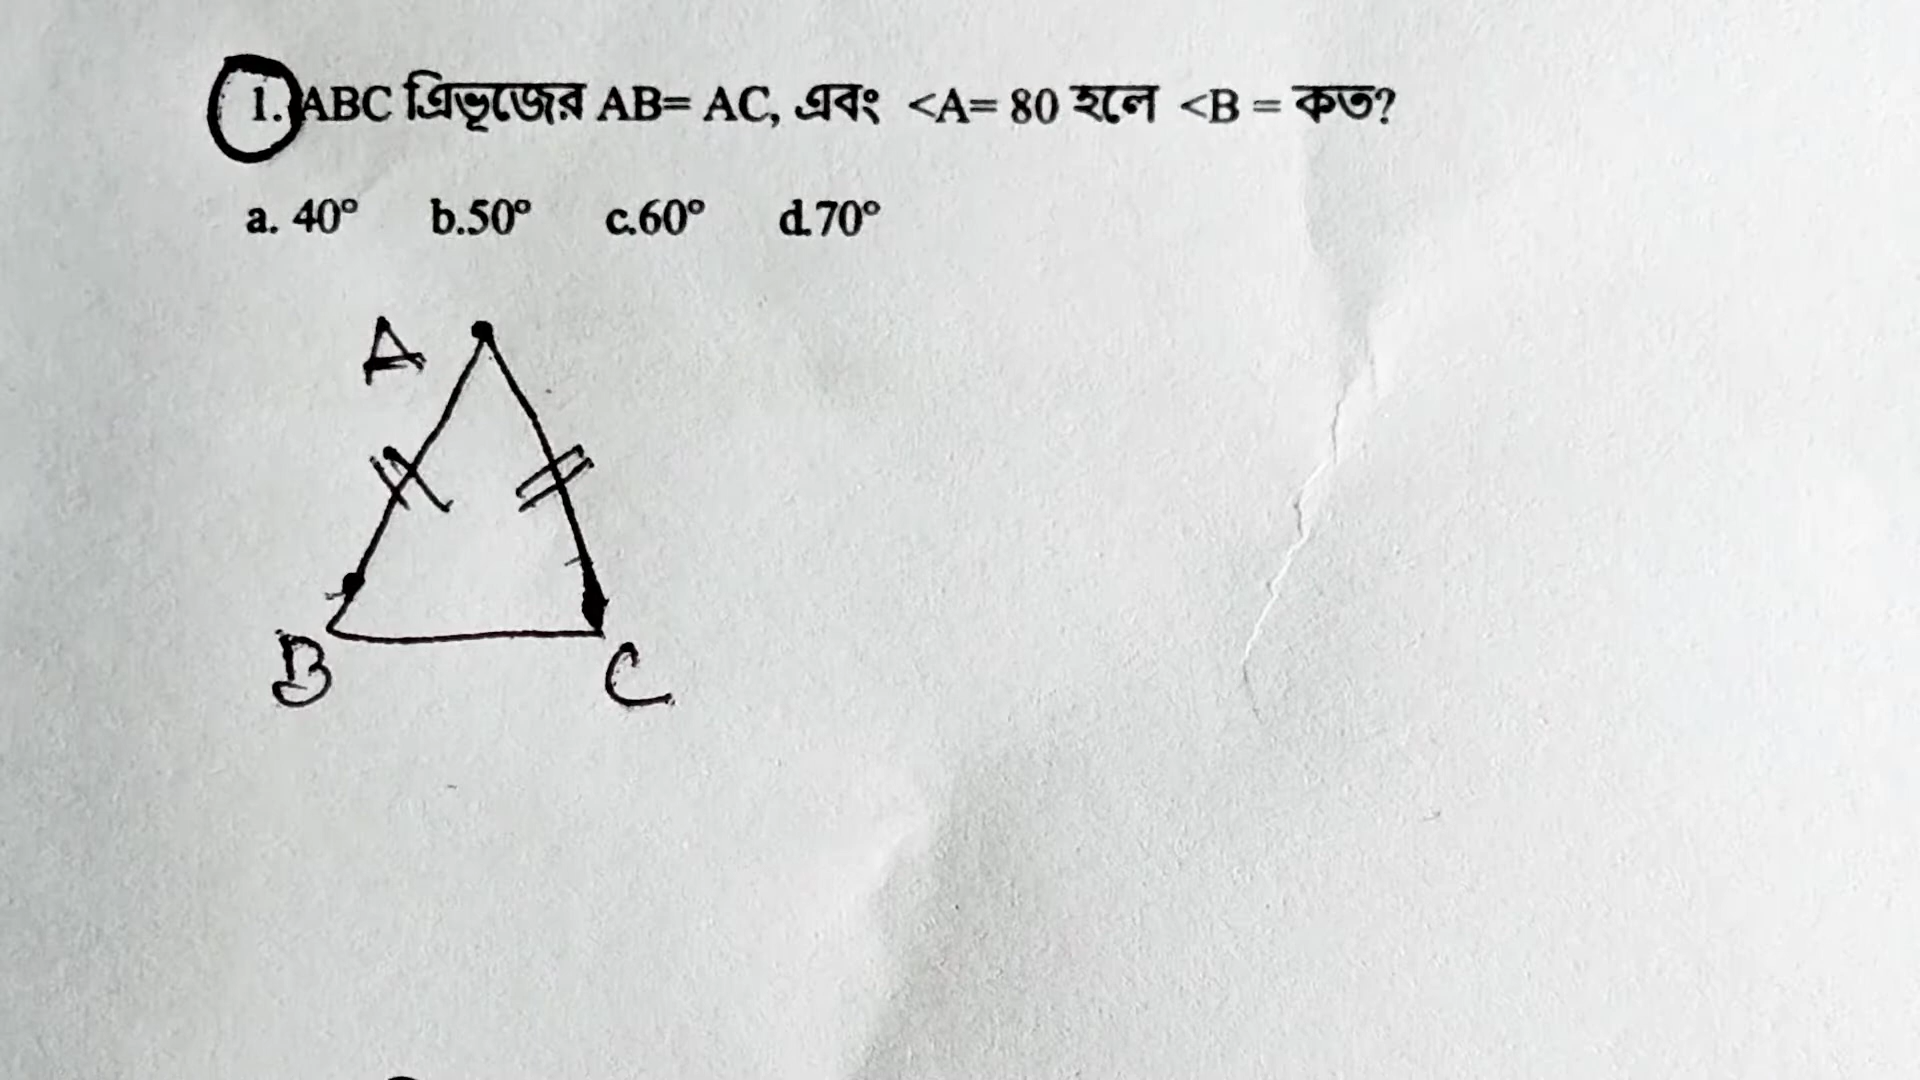 1. ABC ত্রিভূজের AB= AC, এবং <A= 80 হলে <B = কত?
a. 40° b.50° c.60° d.70°
A
B C